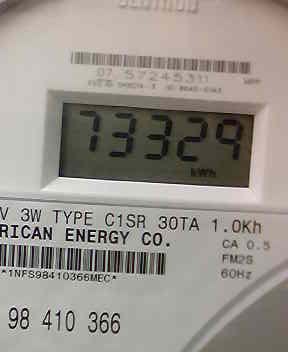 07 57245311
73329
kWh
V 3W TYPE C1SR 30TA 1.0Kh
RICAN ENERGY CO.
CA 0.5
FM2S
60Hz
*1NFS98410366MEC*
98 410 366